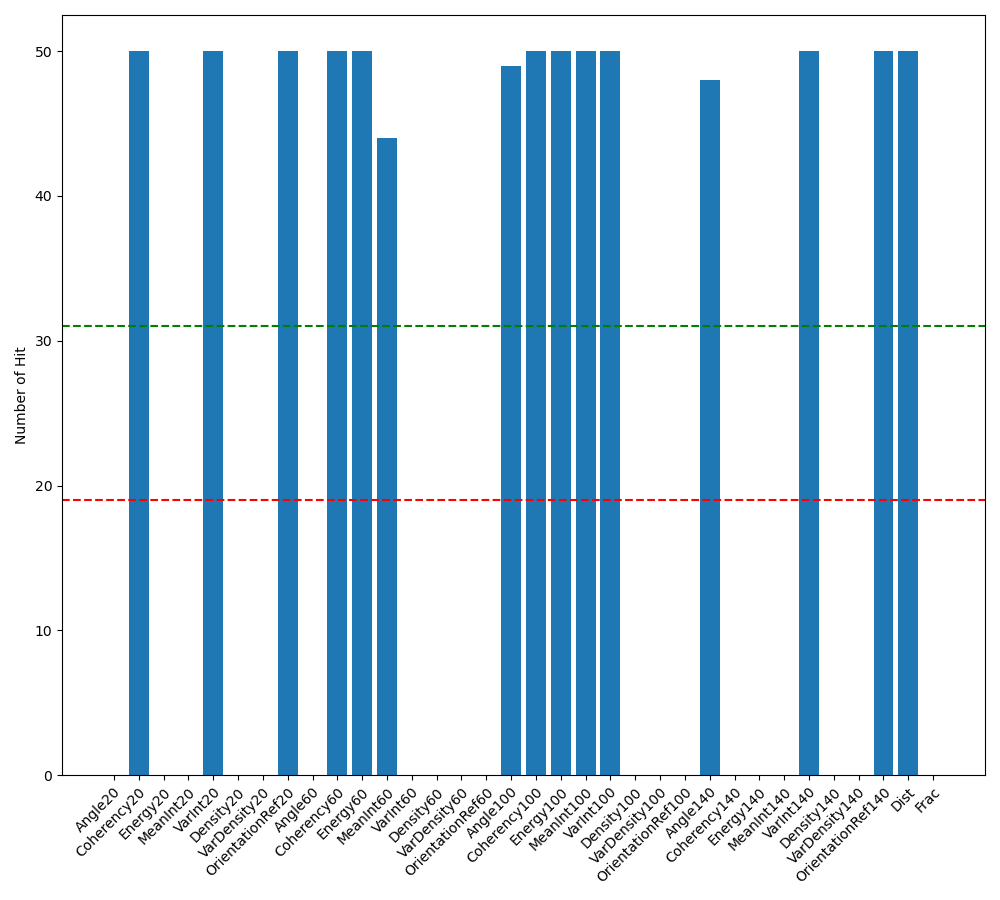 50
40
30
20
10
0
Number of Hit
Angle20
Coherency20
Energy20
MeanInt20
VarInt20
Density20
VarDensity20
OrientationRef20
Angle60
Coherency60
Energy60
MeanInt60
VarInt60
Density60
VarDensity60
OrientationRef60
Angle100
Coherency100
Energy100
MeanInt100
VarInt100
Density100
VarDensity100
OrientationRef100
Angle140
Coherency140
Energy140
MeanInt140
VarInt140
Density140
VarDensity140
OrientationRef140
Dist
Frac